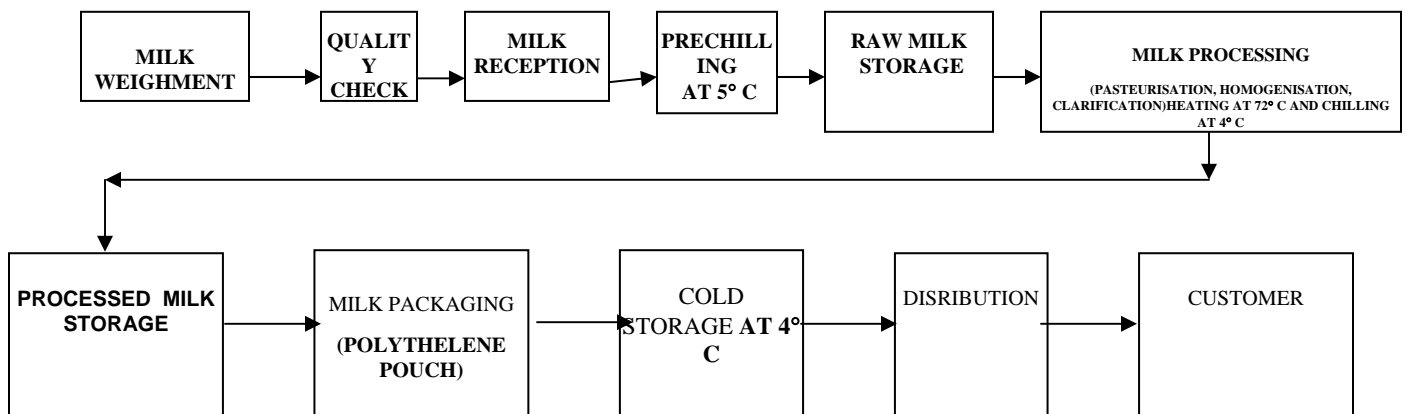 MILK
WEIGHMENT
QUALIT
Y
CHECK
MILK
RECEPTION
PRECHILL
ING
AT 5° C
RAW MILK
STORAGE
MILK PROCESSING
(PASTEURISATION, HOMOGENISATION,
CLARIFICATION)HEATING AT 72° C AND CHILLING
AT 4° C
PROCESSED MILK
STORAGE
MILK PACKAGING
(POLYTHELENE
POUCH)
COLD
STORAGE AT 4°
C
DISRIBUTION
CUSTOMER